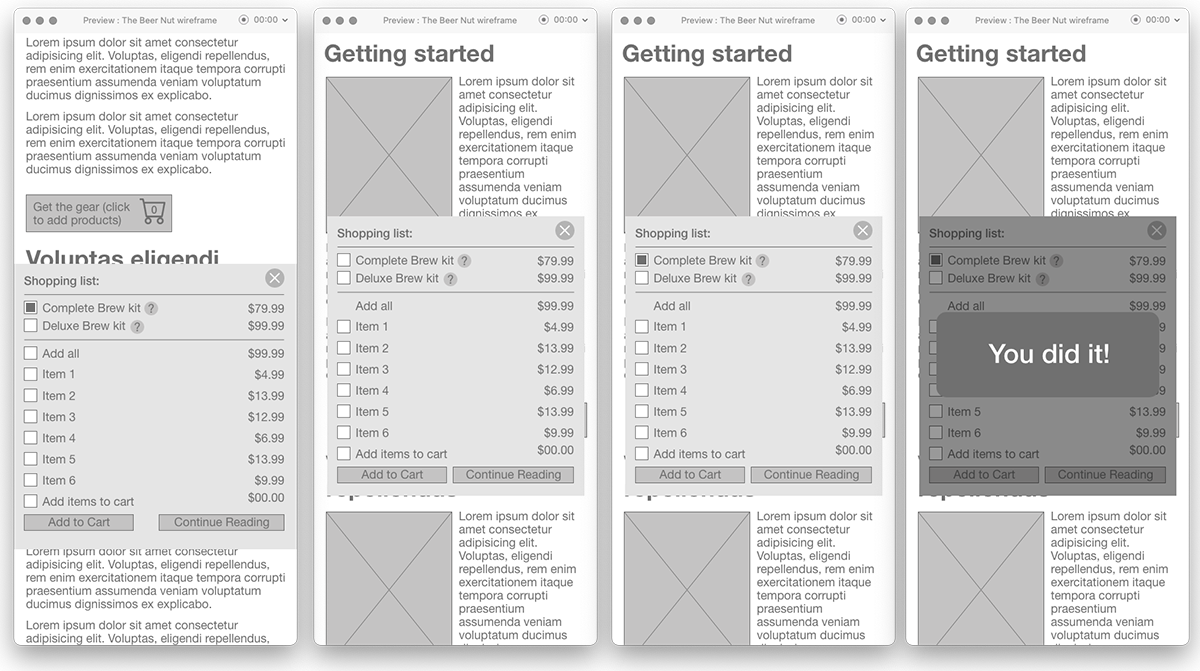 Preview : The Beer Nut wireframe
00:00
Lorem ipsum dolor sit amet consectetur
adipisicing elit. Voluptas, eligendi repellendus,
rem enim exercitationem itaque tempora corrupti
praesentium assumenda veniam voluptatum
ducimus dignissimos ex explicabo.
Lorem ipsum dolor sit amet consectetur
adipisicing elit. Voluptas, eligendi repellendus,
rem enim exercitationem itaque tempora corrupti
praesentium assumenda veniam voluptatum
ducimus dignissimos ex explicabo.
Get the gear (click
to add products)
0
Voluptas eligendi
Shopping list:
Complete Brew kit ? $79.99
Deluxe Brew kit ? $99.99
Add all $99.99
Item 1 $4.99
Item 2 $13.99
Item 3 $12.99
Item 4 $6.99
Item 5 $13.99
Item 6 $9.99
Add items to cart $00.00
Add to Cart Continue Reading
Lorem ipsum dolor sit amet consectetur
adipisicing elit. Voluptas, eligendi repellendus,
rem enim exercitationem itaque tempora corrupti
praesentium assumenda veniam voluptatum
ducimus dignissimos ex explicabo.
Lorem ipsum dolor sit amet consectetur
adipisicing elit. Voluptas, eligendi repellendus,
Preview : The Beer Nut wireframe
00:00
Getting started
Lorem ipsum dolor sit
amet consectetur
adipisicing elit.
Voluptas, eligendi
repellendus, rem enim
exercitationem itaque
tempora corrupti
praesentium
assumenda veniam
voluptatum ducimus
dignissimos ex
Shopping list:
Complete Brew kit ? $79.99
Deluxe Brew kit ? $99.99
Add all $99.99
Item 1 $4.99
Item 2 $13.99
Item 3 $12.99
Item 4 $6.99
Item 5 $13.99
Item 6 $9.99
Add items to cart $00.00
Add to Cart Continue Reading
repellendus
Lorem ipsum dolor sit
amet consectetur
adipisicing elit.
Voluptas, eligendi
repellendus, rem enim
exercitationem itaque
tempora corrupti
praesentium
assumenda veniam
voluptatum ducimus
Preview : The Beer Nut wireframe
00:00
Getting started
Lorem ipsum dolor sit
amet consectetur
adipisicing elit.
Voluptas, eligendi
repellendus, rem enim
exercitationem itaque
tempora corrupti
praesentium
assumenda veniam
voluptatum ducimus
dignissimos ex
Shopping list:
Complete Brew kit ? $79.99
Deluxe Brew kit ? $99.99
Add all $99.99
Item 1 $4.99
Item 2 $13.99
Item 3 $12.99
Item 4 $6.99
Item 5 $13.99
Item 6 $9.99
Add items to cart $00.00
Add to Cart Continue Reading
repellendus
Lorem ipsum dolor sit
amet consectetur
adipisicing elit.
Voluptas, eligendi
repellendus, rem enim
exercitationem itaque
tempora corrupti
praesentium
assumenda veniam
voluptatum ducimus
Preview : The Beer Nut wireframe
00:00
Getting started
Lorem ipsum dolor sit
amet consectetur
adipisicing elit.
Voluptas, eligendi
repellendus, rem enim
exercitationem itaque
tempora corrupti
praesentium
assumenda veniam
voluptatum ducimus
dignissimos ex
Shopping list:
Complete Brew kit ? $79.99
Deluxe Brew kit ? $99.99
Add all $99.99
You did it!
Item 5 $13.99
Item 6 $9.99
Add items to cart $00.00
Add to Cart Continue Reading
repellendus
Lorem ipsum dolor sit
amet consectetur
adipisicing elit.
Voluptas, eligendi
repellendus, rem enim
exercitationem itaque
tempora corrupti
praesentium
assumenda veniam
voluptatum ducimus